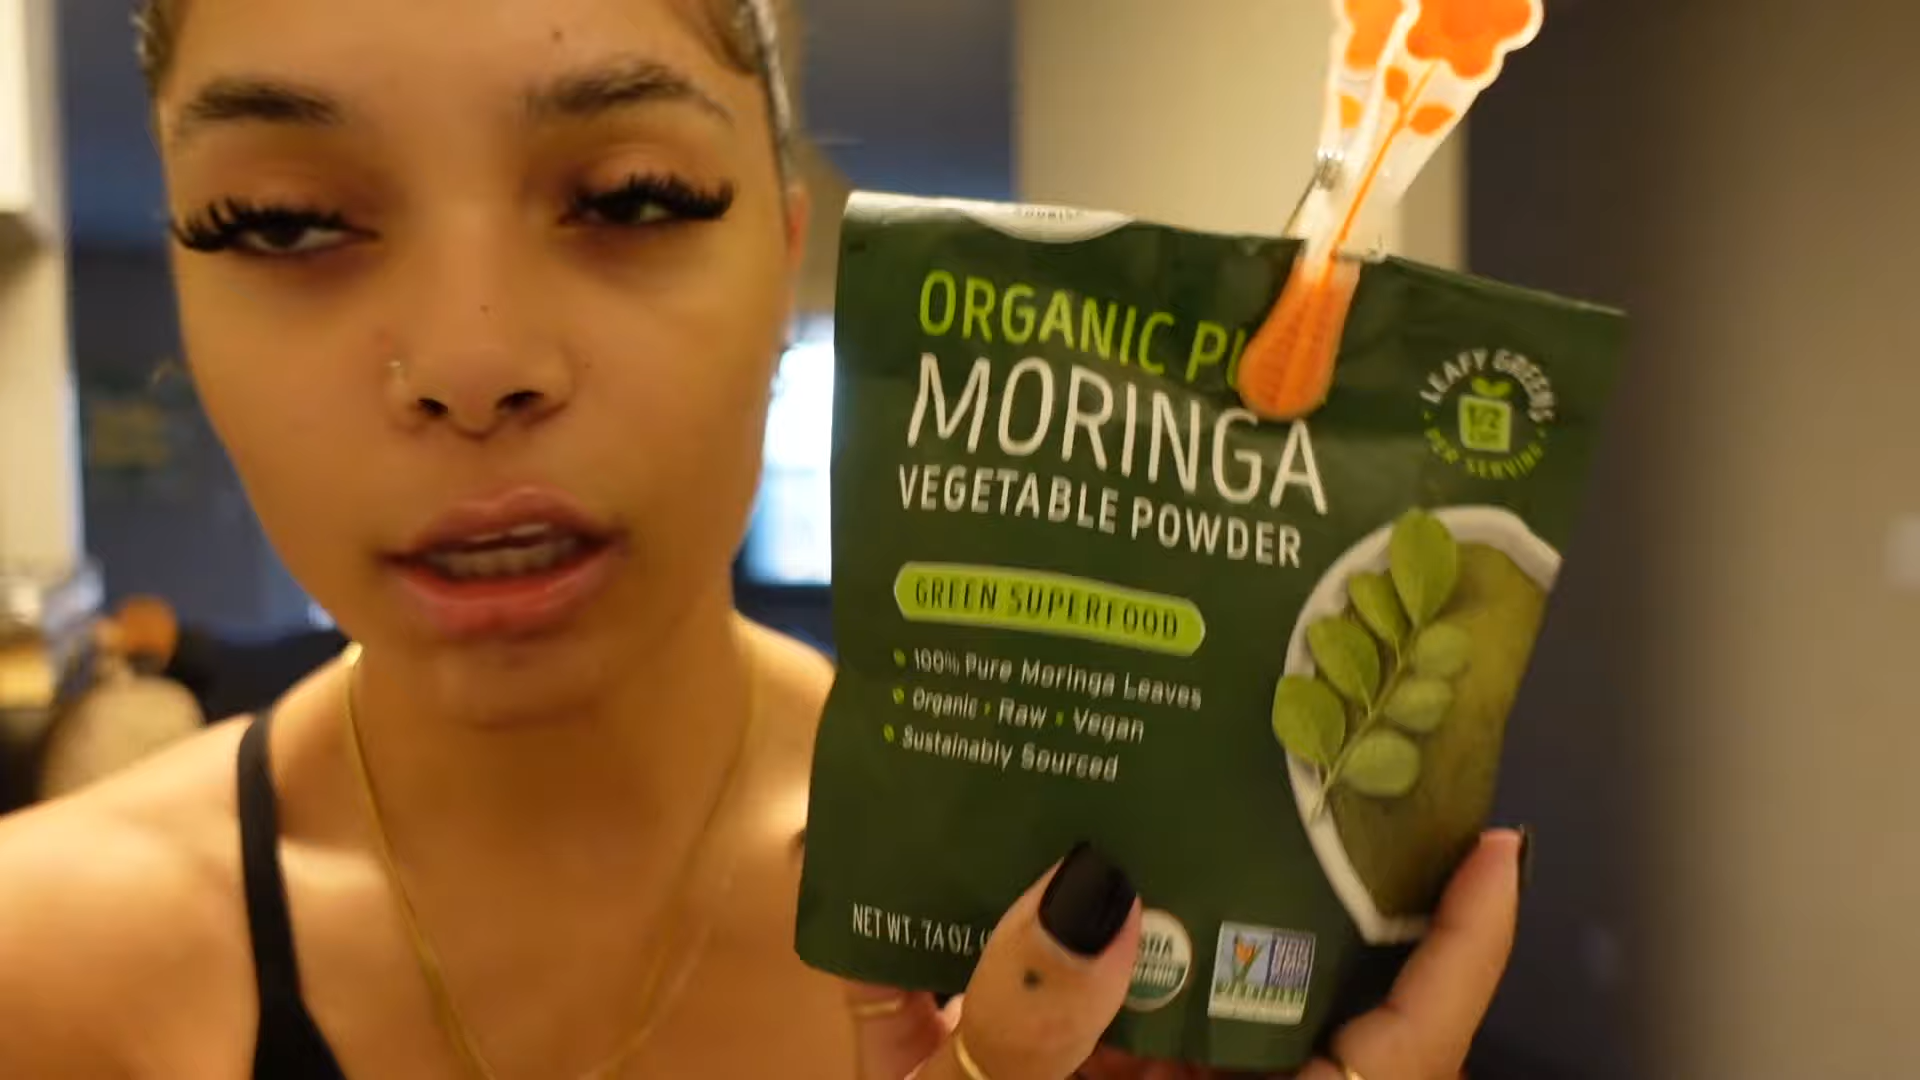 ORGANIC
MORINGA
VEGETABLE POWDER
GREEN SUPERFOOD
100% Pure Moringa Leaves
Organic • Raw • Vegan
Sustainably Sourced
LEAFY GREENS
1/2
PER SERVING
NET WT. 7.4 OZ
VERIFIED